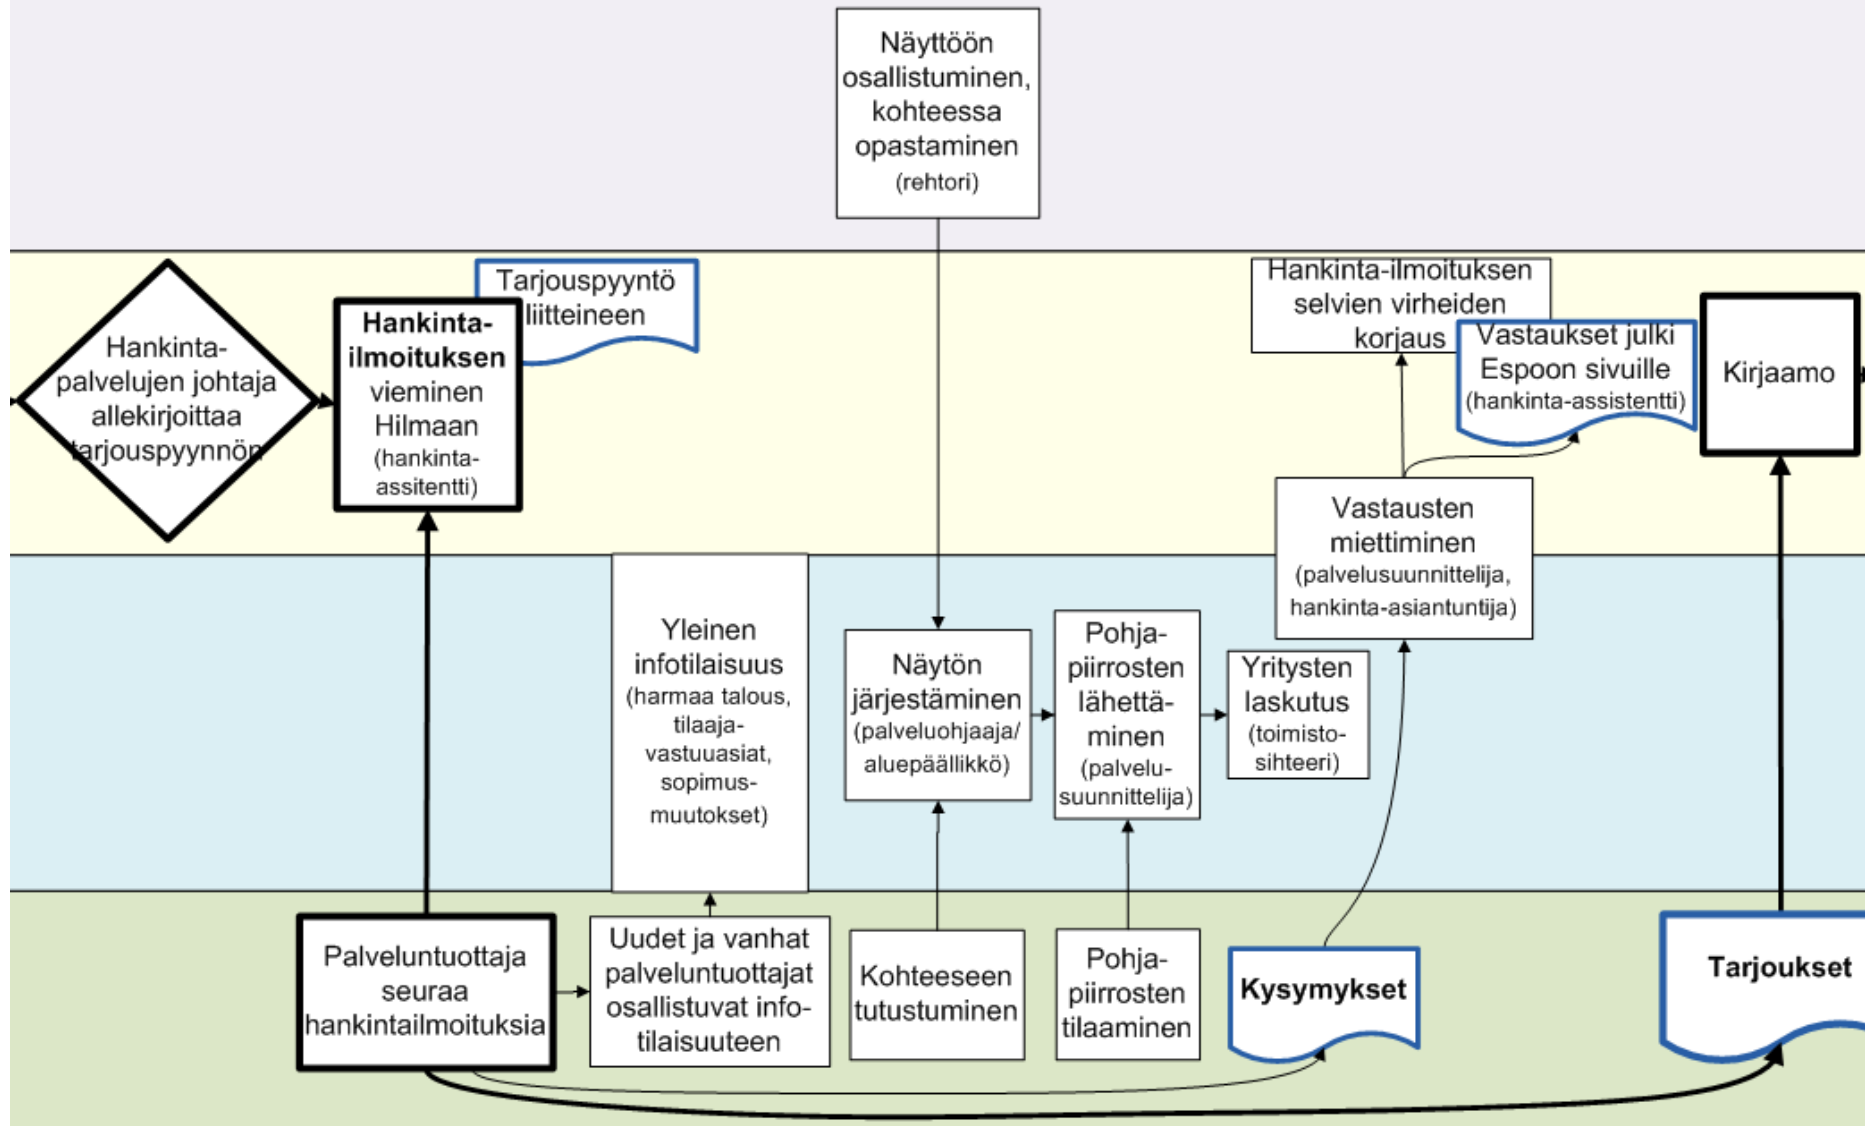 Näyttöön
osallistuminen,
kohteessa
opastaminen
(rehtori)
Hankinta-
palvelujen johtaja
allekirjoittaa
tarjouspyynnön
Hankinta-
ilmoituksen
vieminen
Hilmaan
(hankinta-
assitentti)
Tarjouspyyntö
liitteineen
Hankinta-ilmoituksen
selvien virheiden
korjaus
Vastaukset julki
Espoon sivuille
(hankinta-assistentti)
Kirjaamo
Vastausten
miettiminen
(palvelusuunnittelija,
hankinta-asiantuntija)
Yleinen
infotilaisuus
(harmaa talous,
tilaaja-
vastuuasiat,
sopimus-
muutokset)
Näytön
järjestäminen
(palveluohjaaja/
aluepäällikkö)
Pohja-
piirrosten
lähettä-
minen
(palvelu-
suunnittelija)
Yritysten
laskutus
(toimisto-
sihteeri)
Palveluntuottaja
seuraa
hankintailmoituksia
Uudet ja vanhat
palveluntuottajat
osallistuvat info-
tilaisuuteen
Kohteeseen
tutustuminen
Pohja-
piirrosten
tilaaminen
Kysymykset
Tarjoukset